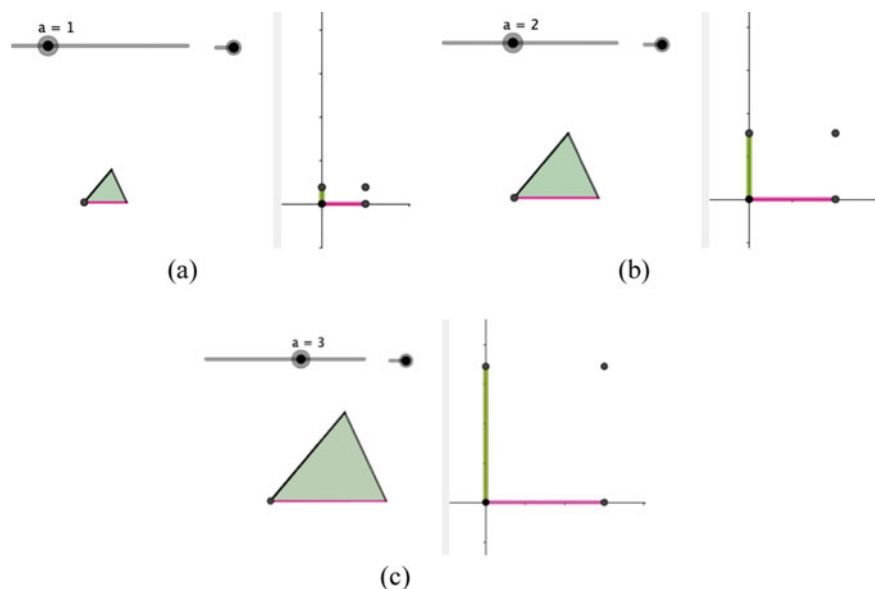 a = 1
a = 2
(a)
(b)
a = 3
(c)